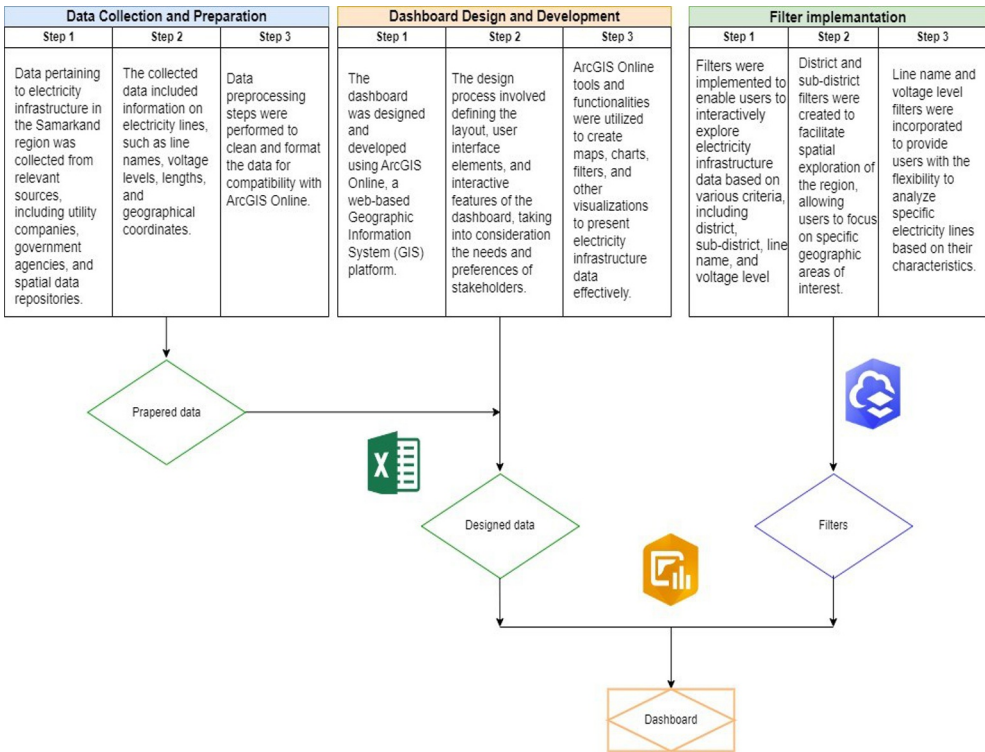 Data Collection and Preparation
Step 1
Step 2
Step 3
Data pertaining
to electricity
infrastructure in
the Samarkand
region was
collected from
relevant
sources,
including utility
companies,
government
agencies, and
spatial data
repositories.
The collected
data included
information on
electricity lines,
such as line
names, voltage
levels, lengths,
and
geographical
coordinates.
Data
preprocessing
steps were
performed to
clean and format
the data for
compatibility with
ArcGIS Online.
Dashboard Design and Development
Step 1
Step 2
Step 3
The
dashboard
was designed
and
developed
using ArcGIS
Online, a
web-based
Geographic
Information
System (GIS)
platform.
The design
process involved
defining the
layout, user
interface
elements, and
interactive
features of the
dashboard, taking
into consideration
the needs and
preferences of
stakeholders.
ArcGIS Online
tools and
functionalities
were utilized to
create
maps, charts,
filters, and
other
visualizations
to present
electricity
infrastructure
data
effectively.
Filter implemantation
Step 1
Step 2
Step 3
Filters were
implemented to
enable users to
interactively
explore
electricity
infrastructure
data based on
various criteria,
including
district,
sub-district, line
name, and
voltage level
District and
sub-district
filters were
created to
facilitate
spatial
exploration of
the region,
allowing
users to focus
on specific
geographic
areas of
interest.
Line name and
voltage level
filters were
incorporated
to provide
users with the
flexibility to
analyze
specific
electricity lines
based on their
characteristics.
Prapered data
X
Designed data
Filters
Dashboard